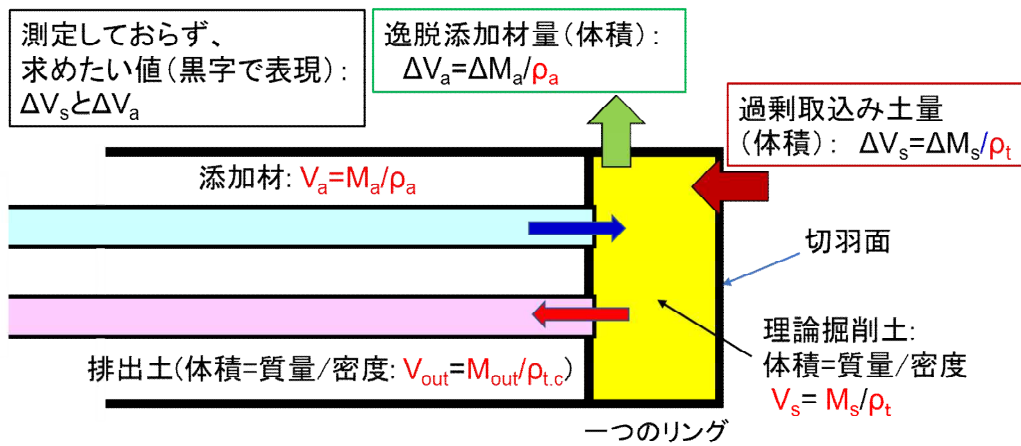 測定しておらず、
求めたい値(黒字で表現):
ΔVsとΔVa
逸脱添加材量(体積):
ΔVa=ΔMa/ρa
過剰取込み土量
(体積): ΔVs=ΔMs/ρt
添加材: Va=Ma/ρa
切羽面
理論掘削土:
体積=質量/密度
Vs= Ms/ρt
排出土(体積=質量/密度: Vout=Mout/ρt.c)
一つのリング